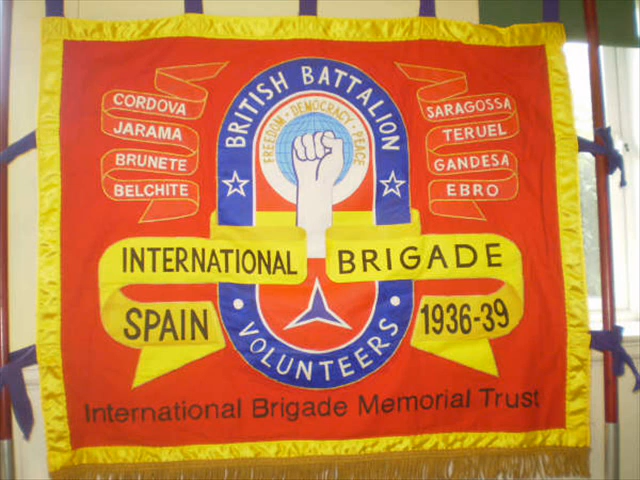 BRITISH BATTALION
FREEDOM · DEMOCRACY · PEACE
CORDOVA
JARAMA
BRUNETE
BELCHITE
SARAGOSSA
TERUEL
GANDESA
EBRO
INTERNATIONAL BRIGADE
SPAIN 1936-39
VOLUNTEERS
International Brigade Memorial Trust